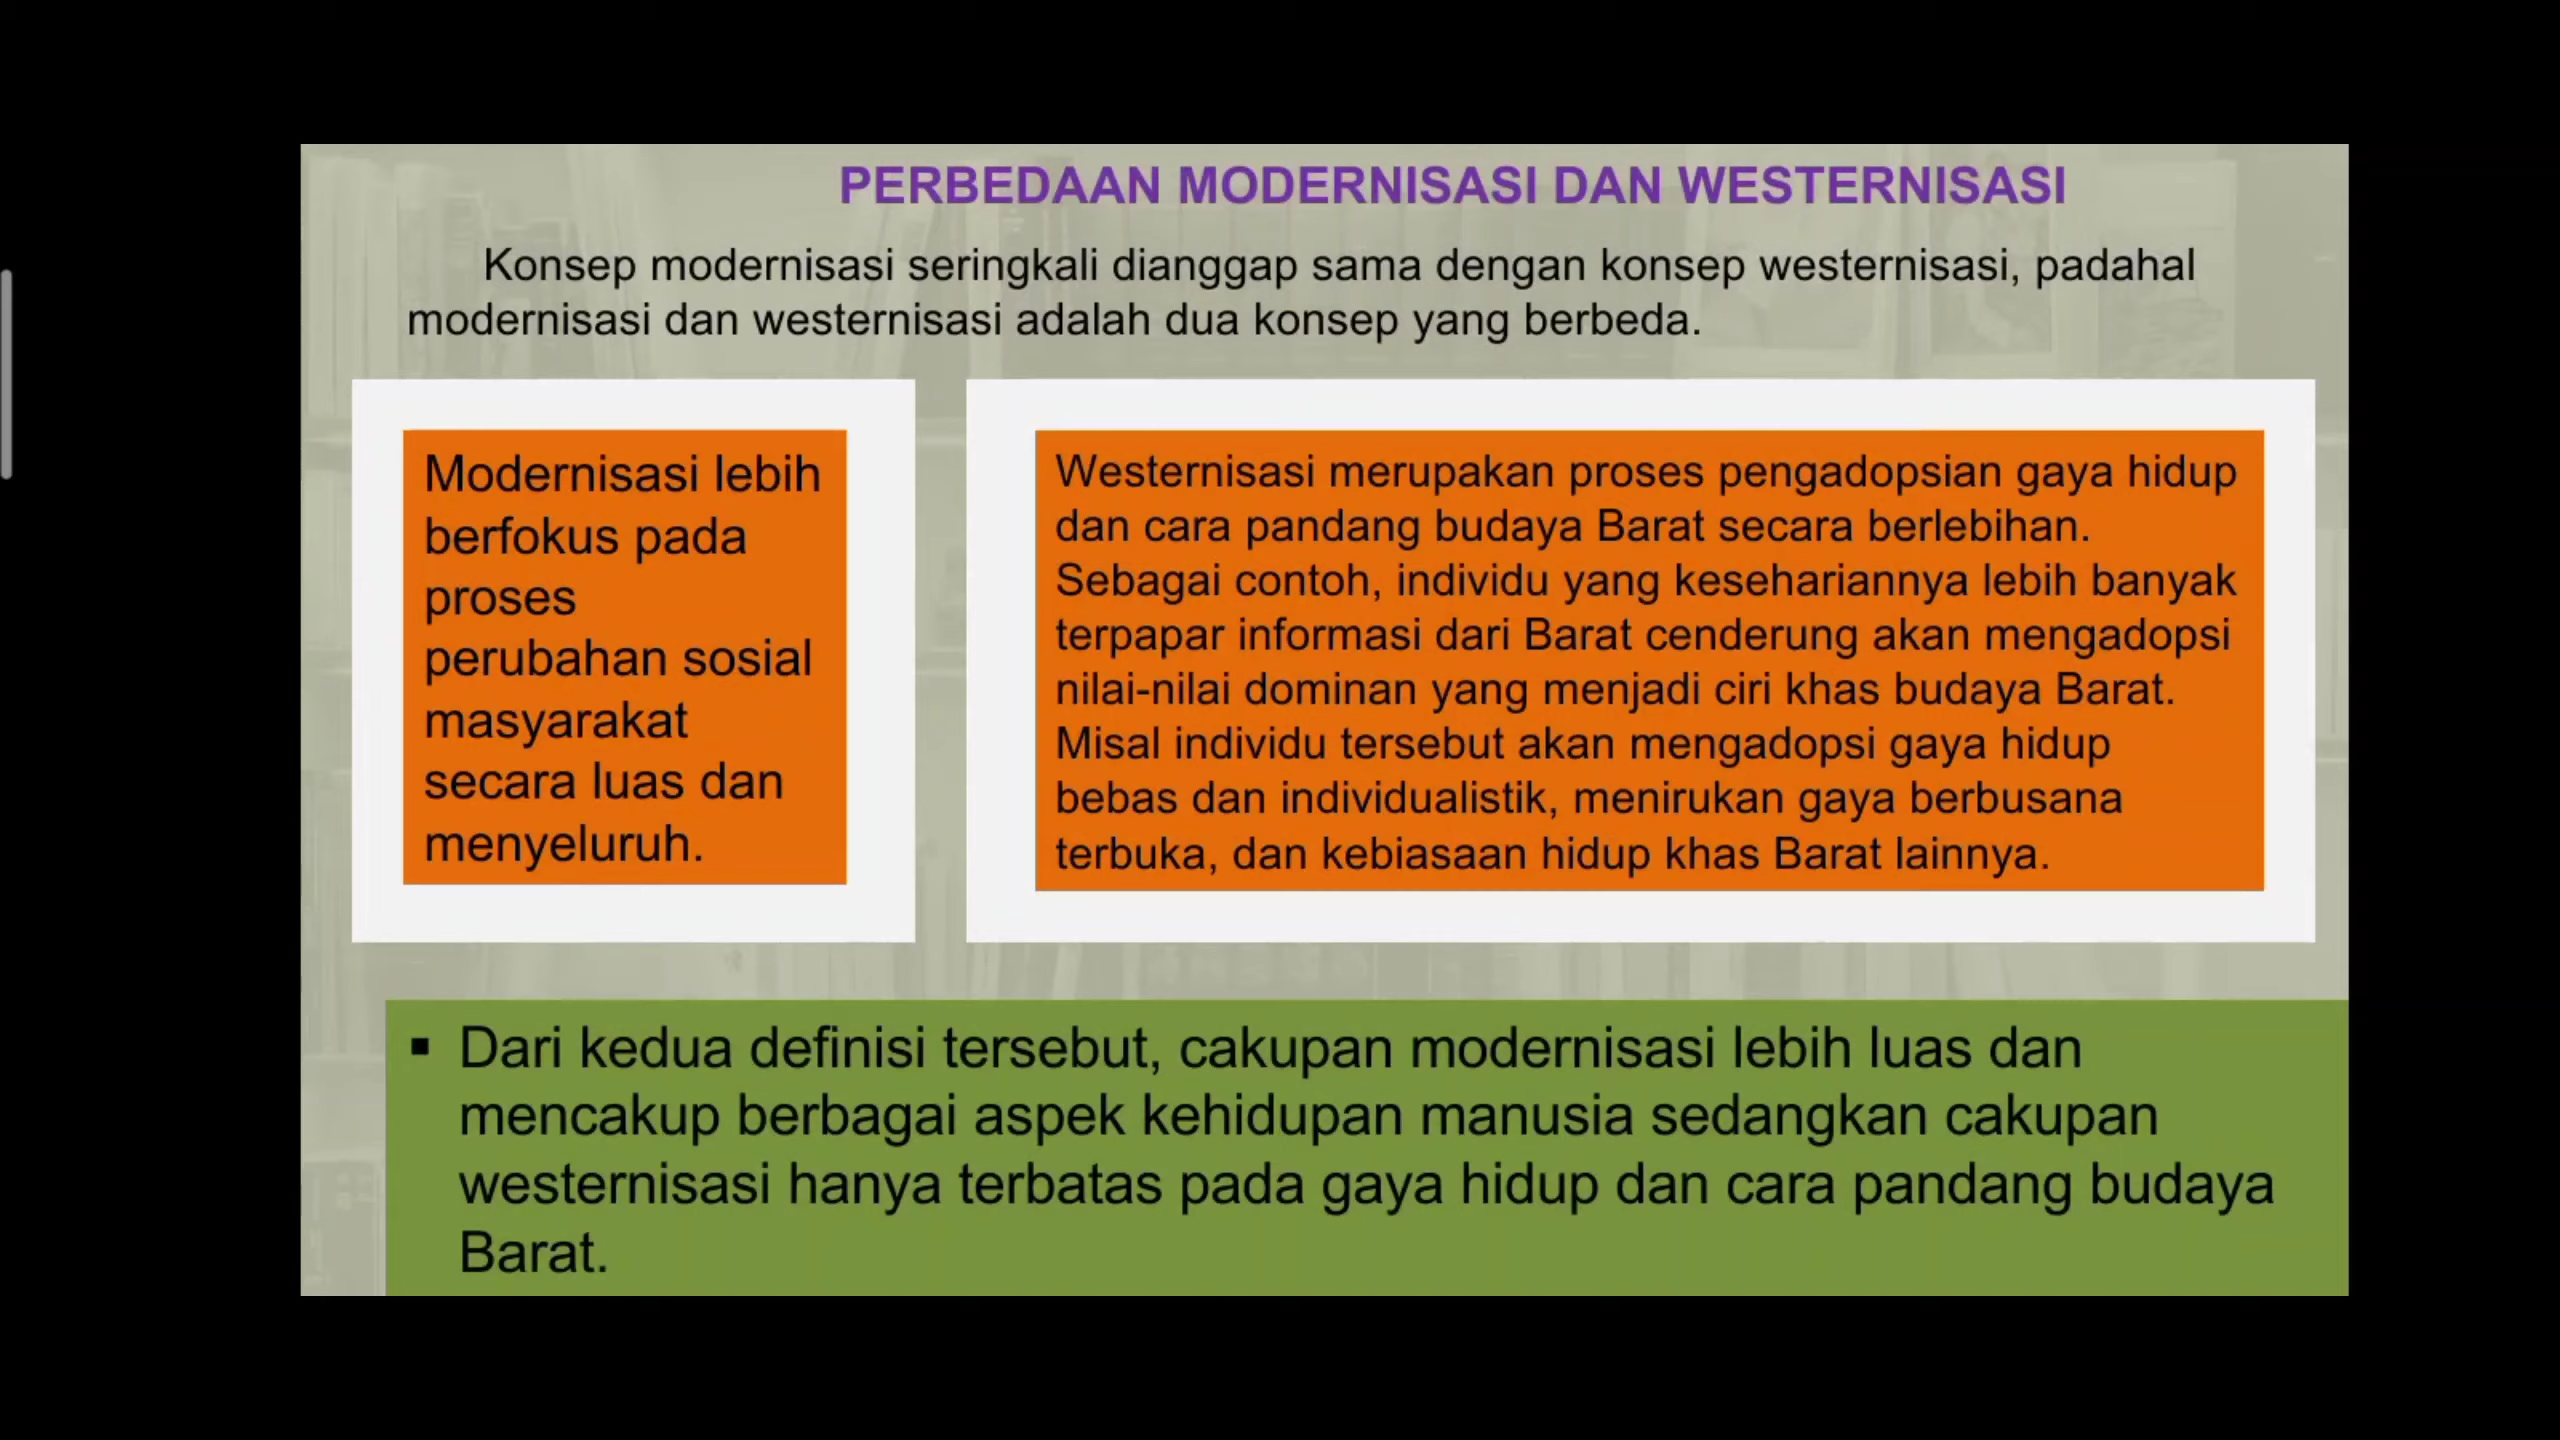 PERBEDAAN MODERNISASI DAN WESTERNISASI
Konsep modernisasi seringkali dianggap sama dengan konsep westernisasi, padahal
modernisasi dan westernisasi adalah dua konsep yang berbeda.
Modernisasi lebih
berfokus pada
proses
perubahan sosial
masyarakat
secara luas dan
menyeluruh.
Westernisasi merupakan proses pengadopsian gaya hidup
dan cara pandang budaya Barat secara berlebihan.
Sebagai contoh, individu yang kesehariannya lebih banyak
terpapar informasi dari Barat cenderung akan mengadopsi
nilai-nilai dominan yang menjadi ciri khas budaya Barat.
Misal individu tersebut akan mengadopsi gaya hidup
bebas dan individualistik, menirukan gaya berbusana
terbuka, dan kebiasaan hidup khas Barat lainnya.
▪ Dari kedua definisi tersebut, cakupan modernisasi lebih luas dan
mencakup berbagai aspek kehidupan manusia sedangkan cakupan
westernisasi hanya terbatas pada gaya hidup dan cara pandang budaya
Barat.